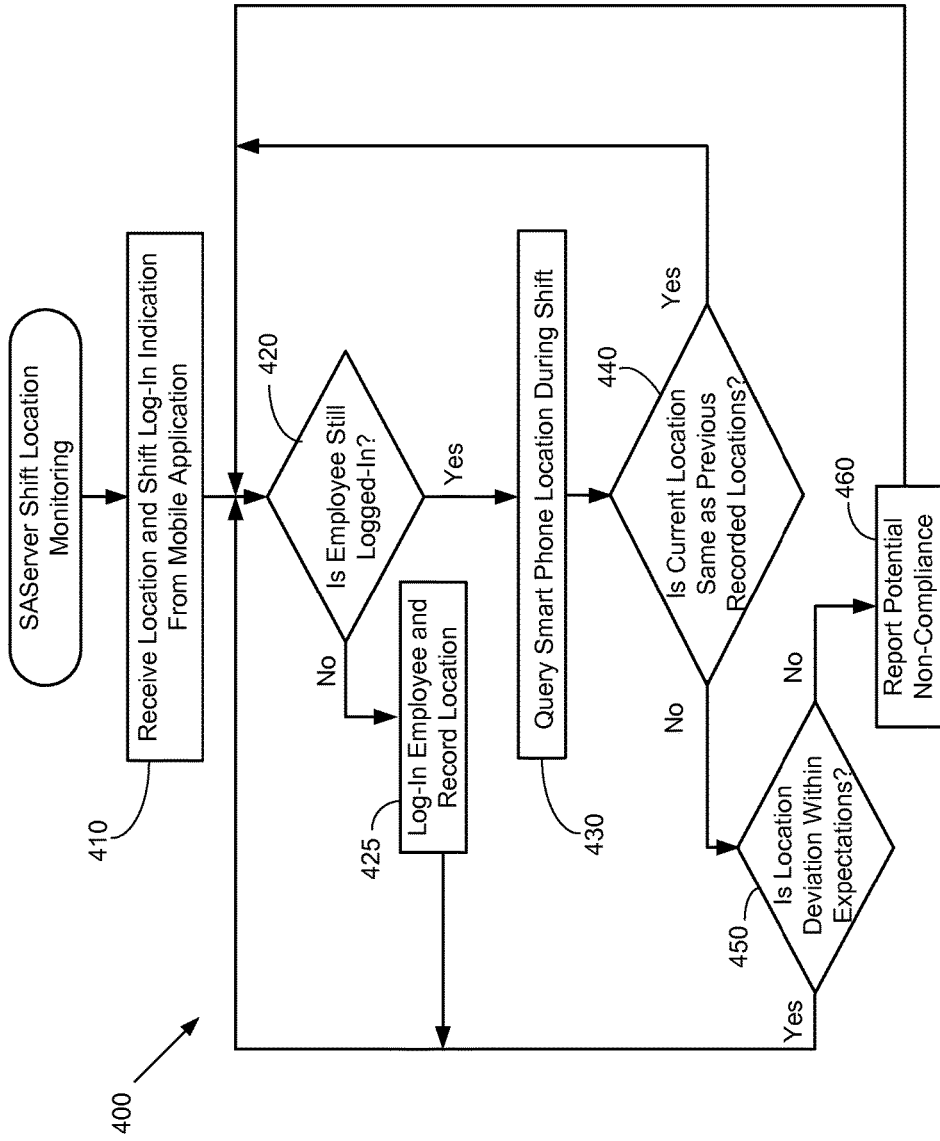 400
SAServer Shift Location
Monitoring
410
Receive Location and Shift Log-In Indication
From Mobile Application
420
Is Employee Still
Logged-In?
No
Yes
425
Log-In Employee and
Record Location
430
Query Smart Phone Location During Shift
440
Is Current Location
Same as Previous
Recorded Locations?
No
Yes
450
Is Location
Deviation Within
Expectations?
Yes
No
460
Report Potential
Non-Compliance